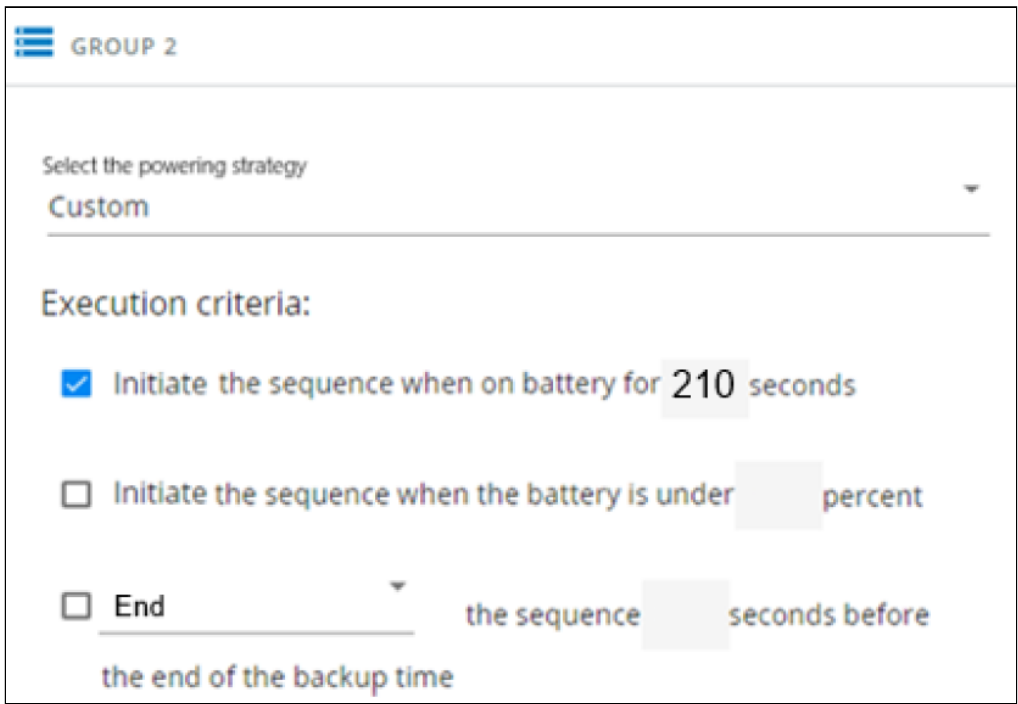 GROUP 2
Select the powering strategy
Custom
Execution criteria:
Initiate the sequence when on battery for 210 seconds
Initiate the sequence when the battery is under percent
End the sequence seconds before
the end of the backup time